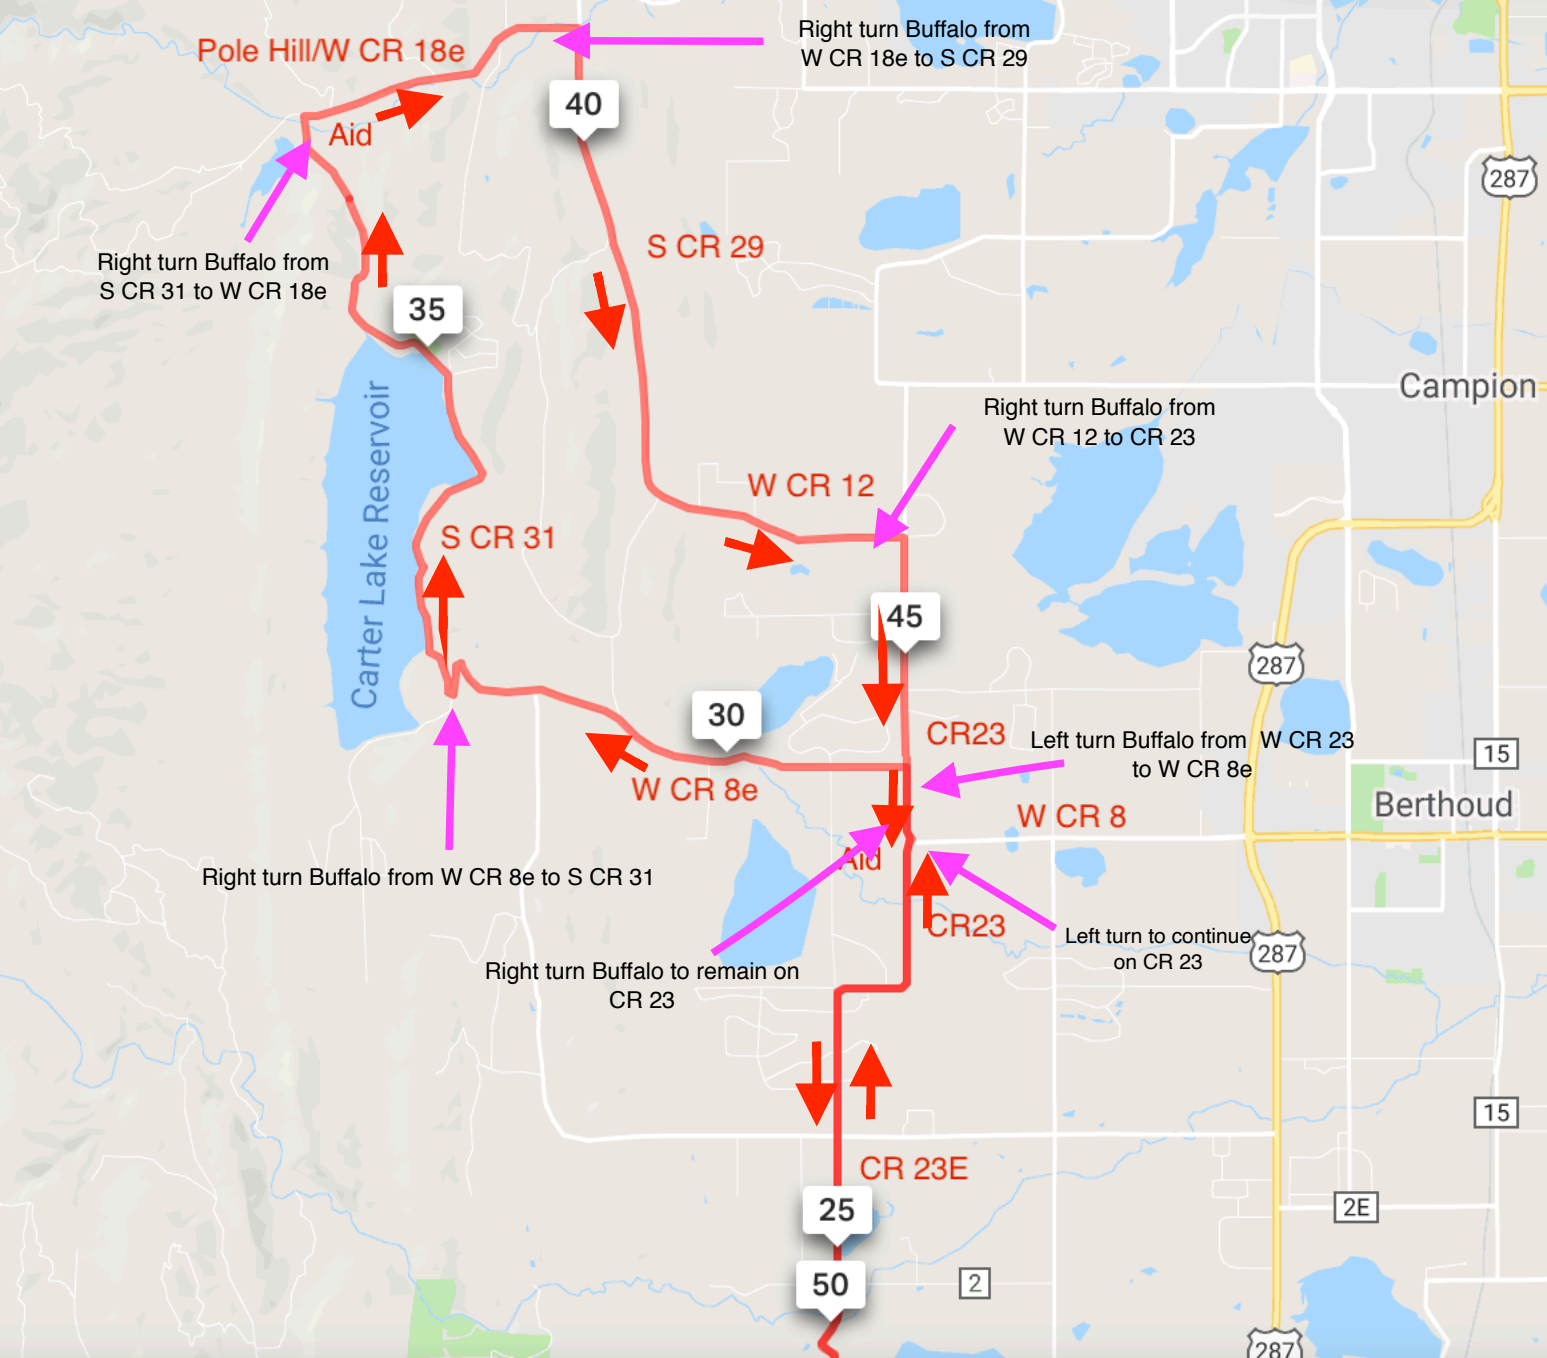 Right turn Buffalo from
W CR 18e to S CR 29
Pole Hill/W CR 18e
40
Aid
287
Right turn Buffalo from
S CR 31 to W CR 18e
S CR 29
35
Campion
Right turn Buffalo from
W CR 12 to CR 23
Carter Lake Reservoir
W CR 12
S CR 31
45
287
30
CR23
Left turn Buffalo from W CR 23
to W CR 8e
15
W CR 8e
W CR 8
Berthoud
Aid
Right turn Buffalo from W CR 8e to S CR 31
CR23
Left turn to continue
on CR 23
287
Right turn Buffalo to remain on
CR 23
15
CR 23E
25
2E
50
2
287